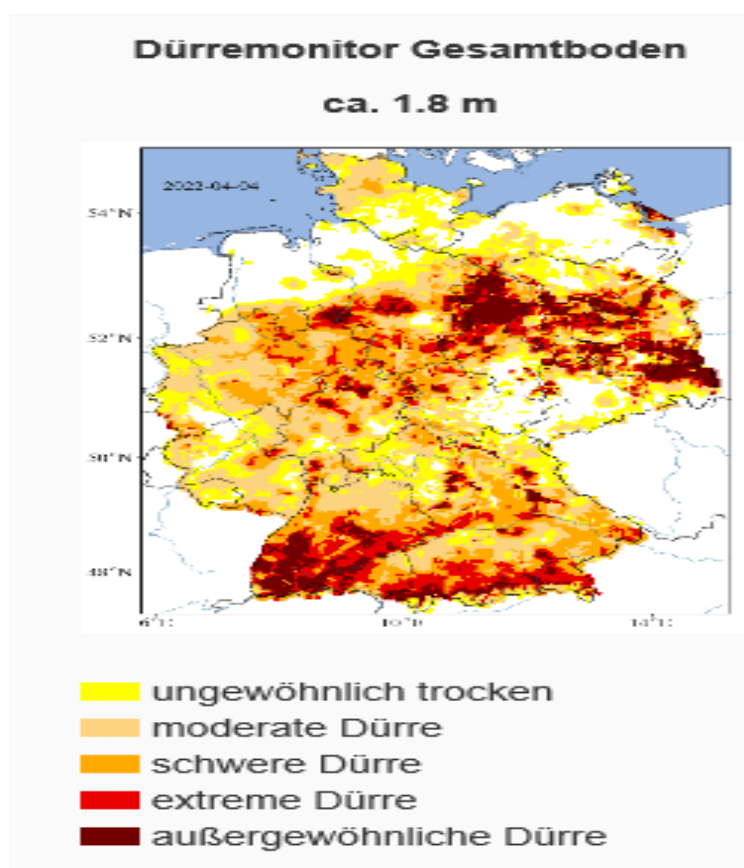 Dürremonitor Gesamtboden
ca. 1.8 m
2022-04-04
54°N
52°N
50°N
48°N
ungewöhnlich trocken
moderate Dürre
schwere Dürre
extreme Dürre
außergewöhnliche Dürre